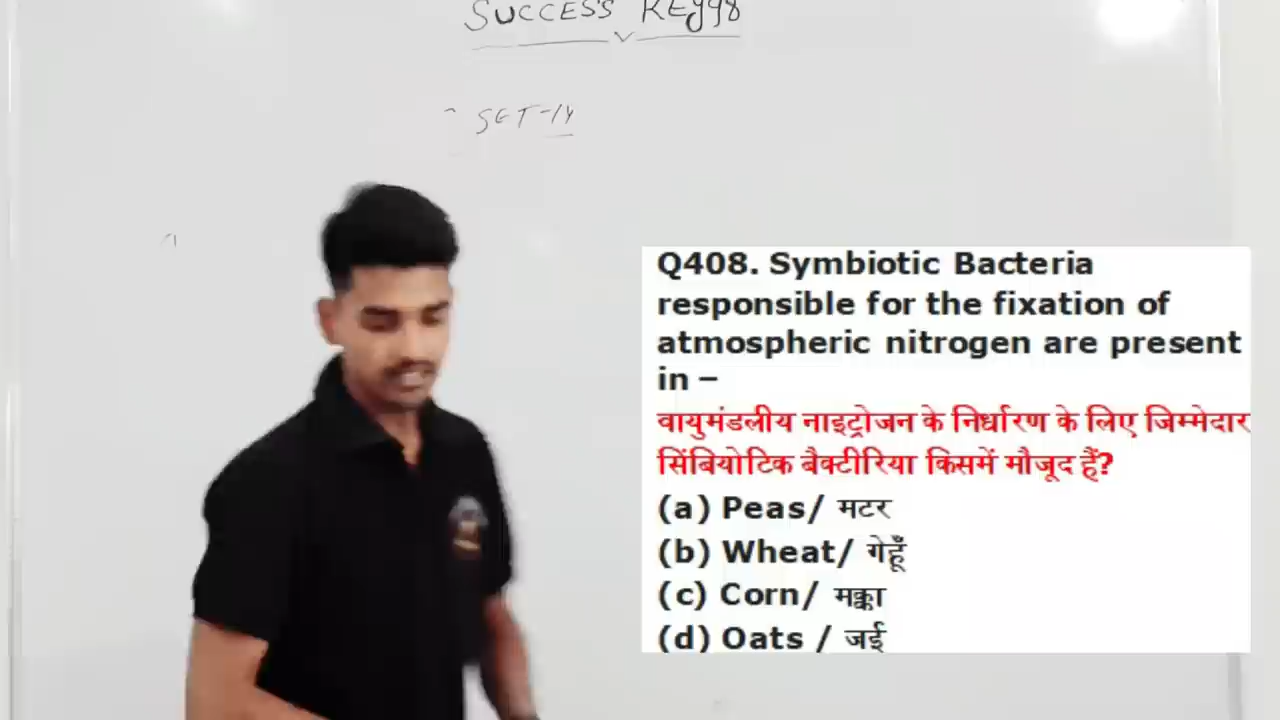 SUCCESS KEY98
SET-14
Q408. Symbiotic Bacteria
responsible for the fixation of
atmospheric nitrogen are present
in –
वायुमंडलीय नाइट्रोजन के निर्धारण के लिए जिम्मेदार
सिंबियोटिक बैक्टीरिया किसमें मौजूद हैं?
(a) Peas/ मटर
(b) Wheat/ गेहूँ
(c) Corn/ मक्का
(d) Oats / जई